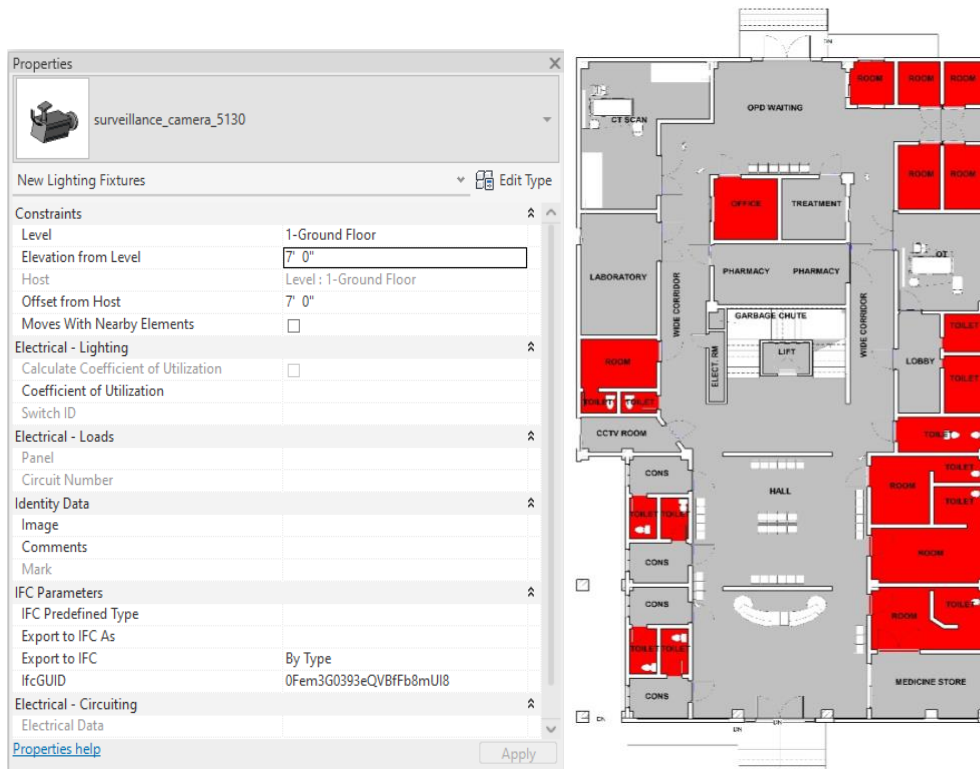 Properties
surveillance_camera_5130
New Lighting Fixtures Edit Type
Constraints
Level 1-Ground Floor
Elevation from Level 7' 0"
Host Level : 1-Ground Floor
Offset from Host 7' 0"
Moves With Nearby Elements
Electrical - Lighting
Calculate Coefficient of Utilization
Coefficient of Utilization
Switch ID
Electrical - Loads
Panel
Circuit Number
Identity Data
Image
Comments
Mark
IFC Parameters
IFC Predefined Type
Export to IFC As
Export to IFC By Type
IfcGUID 0Fem3G0393eQVBfFb8mUI8
Electrical - Circuiting
Electrical Data
Properties help Apply
DN
ROOM ROOM ROOM
OPD WAITING
CT SCAN
ROOM ROOM
OFFICE TREATMENT
OT
LABORATORY
PHARMACY PHARMACY
WIDE CORRIDOR
WIDE CORRIDOR
GARBAGE CHUTE
TOILET
LIFT
ELECT. RM
ROOM
LOBBY
TOILET
TOILET TOILET
CCTV ROOM
TOILET
CONS
TOILET
ROOM
HALL
TOILET
TOILET TOILET
ROOM
CONS
CONS
TOILET
ROOM
TOILET TOILET
MEDICINE STORE
CONS
DN
DN
DN